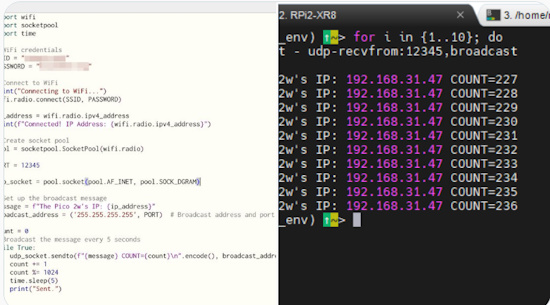 port wifi
port socketpool
port time
WiFi credentials
ID = "
SSWORD = "
Connect to WiFi
int("Connecting to WiFi...")
fi.radio.connect(SSID, PASSWORD)
_address = wifi.radio.ipv4_address
int(f"Connected! IP Address: {wifi.radio.ipv4_address}")
Create socket pool
ol = socketpool.SocketPool(wifi.radio)
RT = 12345
p_socket = pool.socket(pool.AF_INET, pool.SOCK_DGRAM)
Set up the broadcast message
ssage = f"The Pico 2w's IP: {ip_address}"
oadcast_address = ('255.255.255.255', PORT)  # Broadcast address and port
unt = 0
Broadcast the message every 5 seconds
ile True:
udp_socket.sendto(f"{message} COUNT={count}\n".encode(), broadcast_addr
count += 1
count %= 1024
time.sleep(5)
print("Sent.")
2. RPi2-XR8
3. /home/m
_env) ↑~> for i in {1..10}; do
t - udp-recvfrom:12345,broadcast
2w's IP: 192.168.31.47 COUNT=227
2w's IP: 192.168.31.47 COUNT=228
2w's IP: 192.168.31.47 COUNT=229
2w's IP: 192.168.31.47 COUNT=230
2w's IP: 192.168.31.47 COUNT=231
2w's IP: 192.168.31.47 COUNT=232
2w's IP: 192.168.31.47 COUNT=233
2w's IP: 192.168.31.47 COUNT=234
2w's IP: 192.168.31.47 COUNT=235
2w's IP: 192.168.31.47 COUNT=236
_env) ↑~>